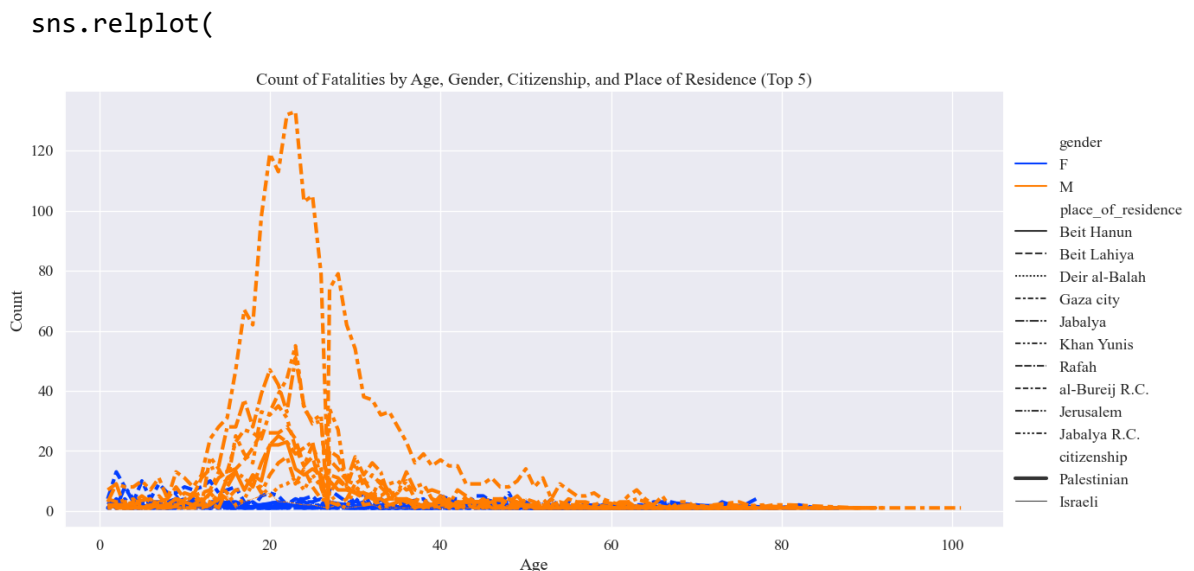 sns.relplot(
Count of Fatalities by Age, Gender, Citizenship, and Place of Residence (Top 5)
120
100
80
60
40
20
0
Count
0 20 40 60 80 100
Age
gender
F
M
place_of_residence
Beit Hanun
Beit Lahiya
Deir al-Balah
Gaza city
Jabalya
Khan Yunis
Rafah
al-Bureij R.C.
Jerusalem
Jabalya R.C.
citizenship
Palestinian
Israeli